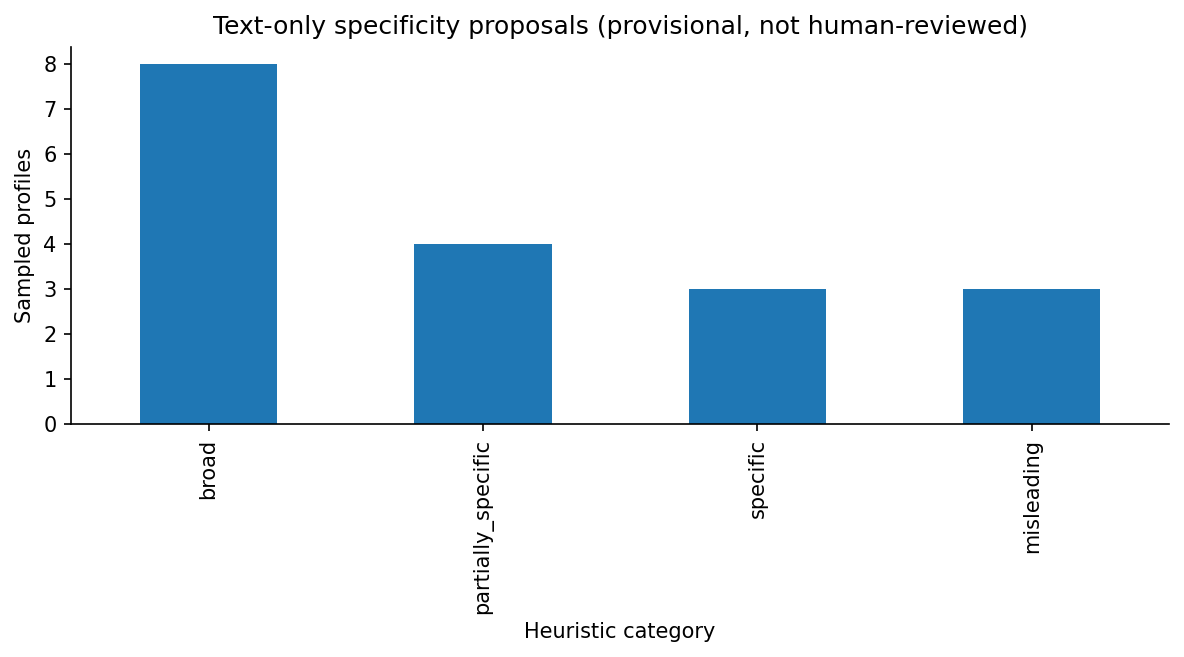 Text-only specificity proposals (provisional, not human-reviewed)
Sampled profiles
8
7
6
5
4
3
2
1
0
broad
partially_specific
specific
misleading
Heuristic category